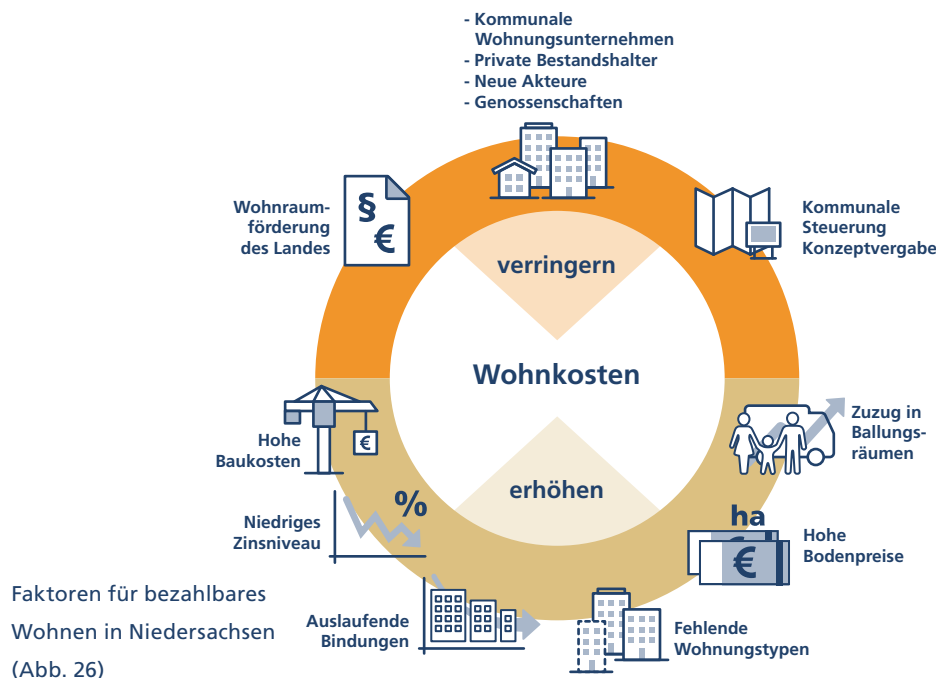 - Kommunale
Wohnungsunternehmen
- Private Bestandshalter
- Neue Akteure
- Genossenschaften
Wohnraum-
förderung
des Landes
§
€
Kommunale
Steuerung
Konzeptvergabe
verringern
Wohnkosten
erhöhen
Hohe
Baukosten
€
Zuzug in
Ballungs-
räumen
Niedriges
Zinsniveau
%
ha
€
Hohe
Bodenpreise
Auslaufende
Bindungen
Fehlende
Wohnungstypen
Faktoren für bezahlbares
Wohnen in Niedersachsen
(Abb. 26)